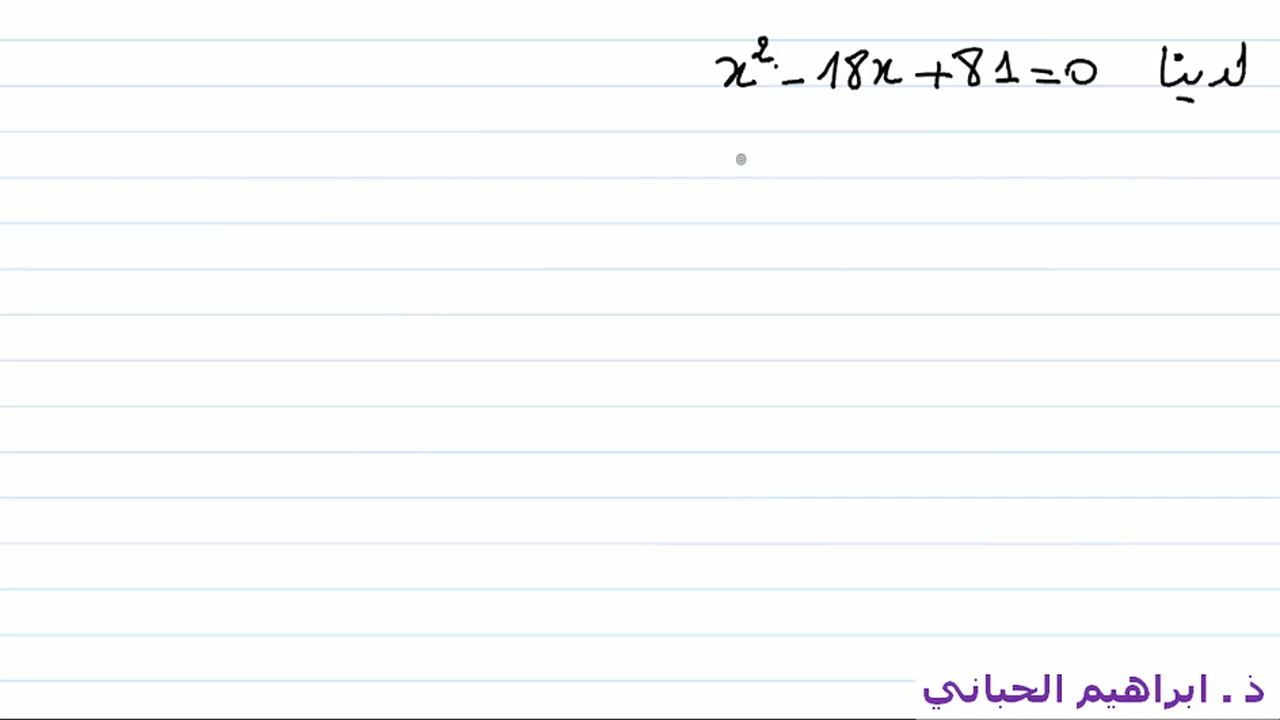 لدينا x² - 18x + 81 = 0
ذ . ابراهيم الحباني